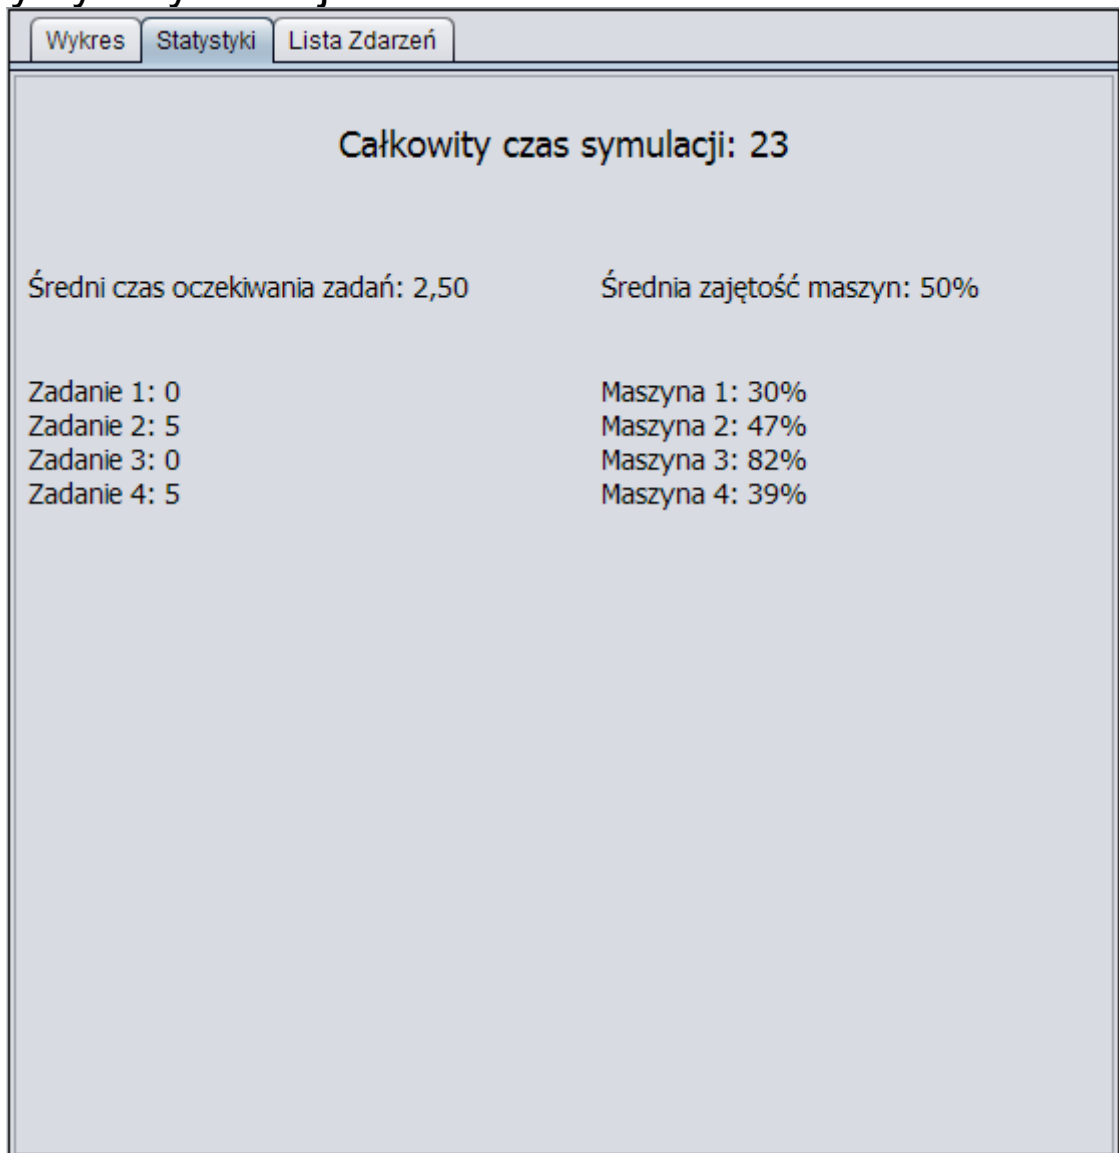 Wykres Statystyki Lista Zdarzeń
Całkowity czas symulacji: 23
Średni czas oczekiwania zadań: 2,50
Średnia zajętość maszyn: 50%
Zadanie 1: 0
Zadanie 2: 5
Zadanie 3: 0
Zadanie 4: 5
Maszyna 1: 30%
Maszyna 2: 47%
Maszyna 3: 82%
Maszyna 4: 39%